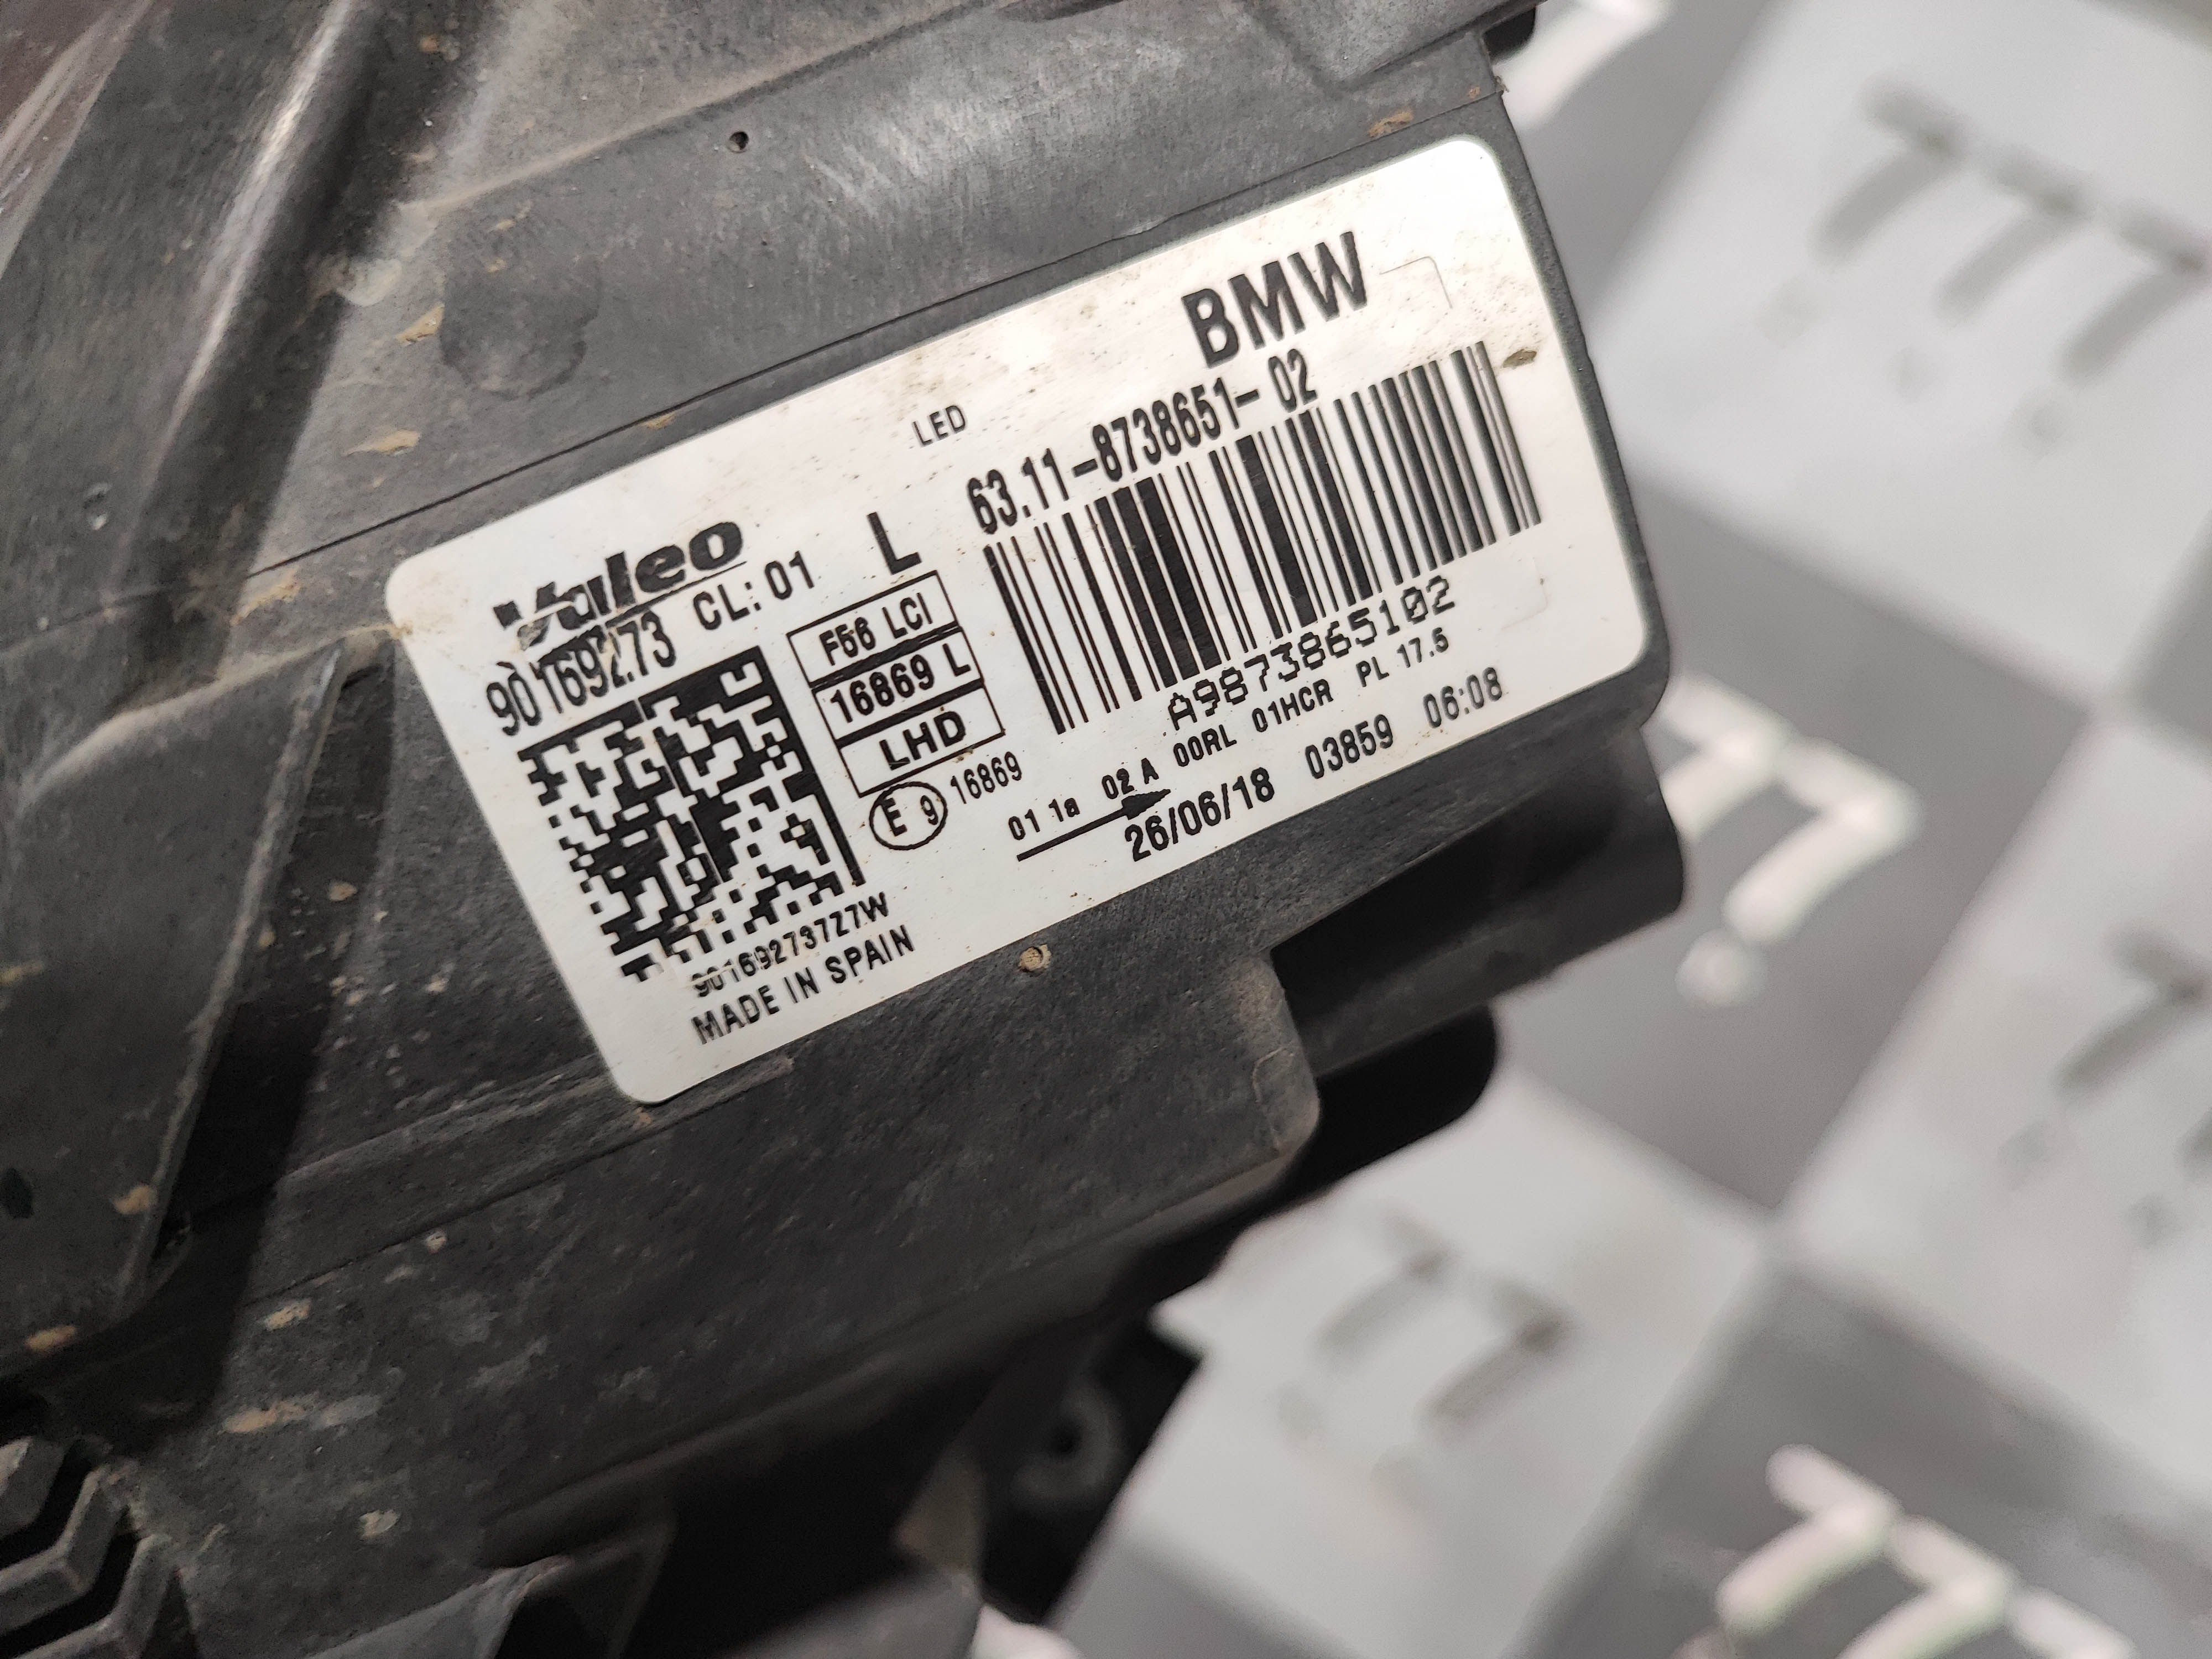 BMW
LED
63.11-8738651-02
Valeo
90169273 CL:01 L
F56 LCI
16869 L
LHD
E 9 16869
A9873865102
01 1a 02 A 00RL 01HCR PL 17.5
26/06/18 03859 06:08
901692737Z7W
MADE IN SPAIN